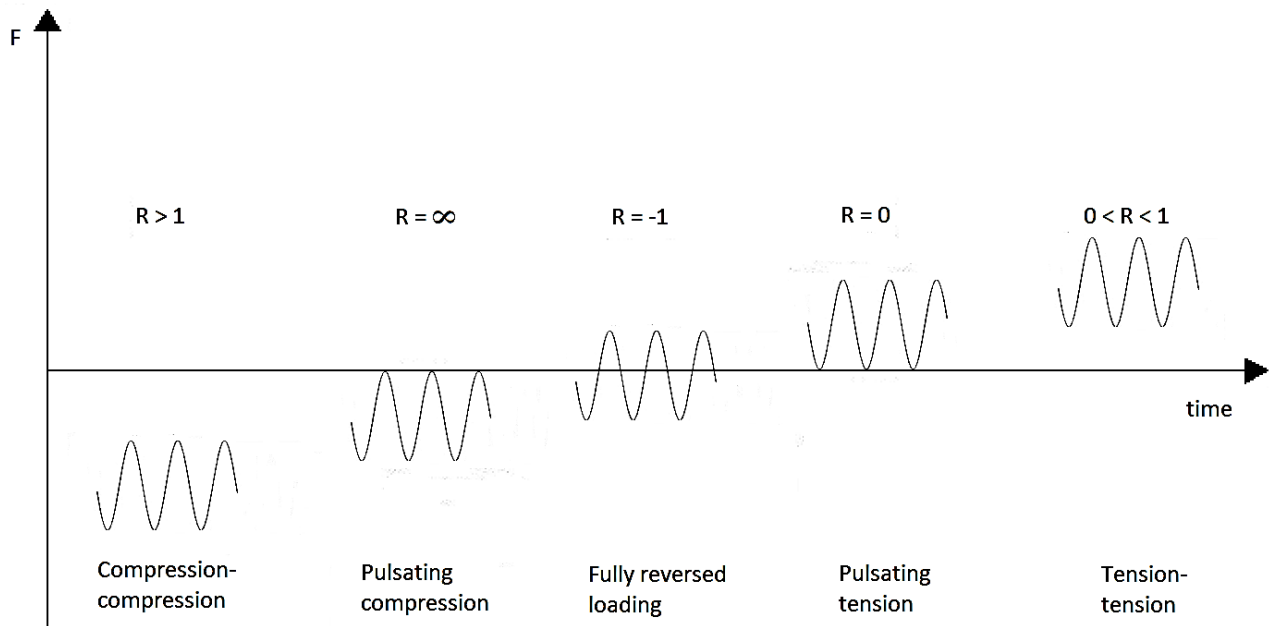 F
R > 1
R = ∞
R = -1
R = 0
0 < R < 1
time
Compression-
compression
Pulsating
compression
Fully reversed
loading
Pulsating
tension
Tension-
tension